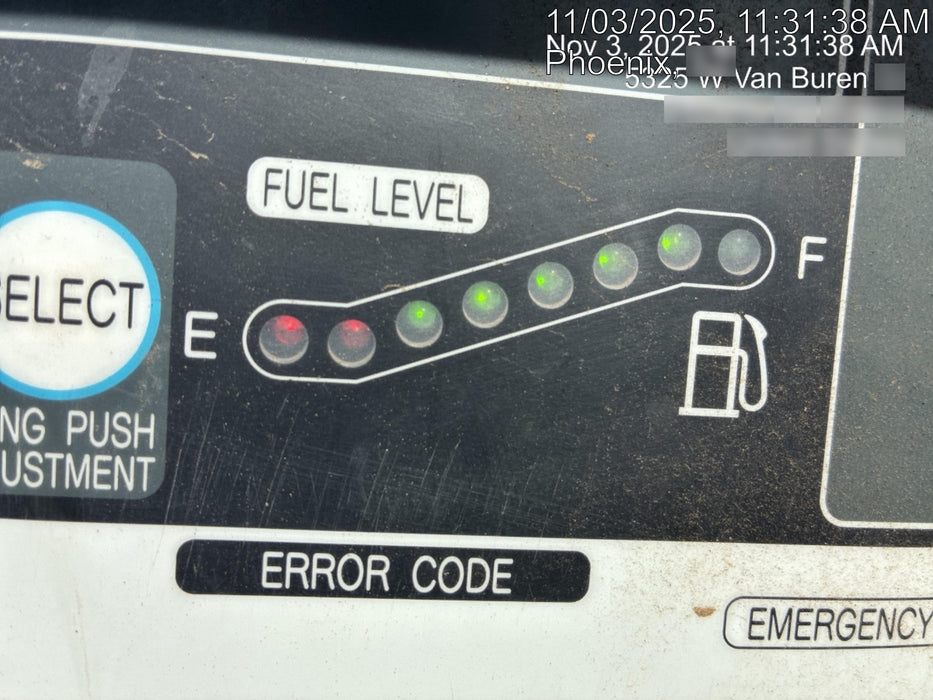 11/03/2025, 11:31:38 AM
Nov 3, 2025 at 11:31:38 AM
Phoenix,
5325 W Van Buren
FUEL LEVEL
E
F
SELECT
NG PUSH
USTMENT
ERROR CODE
EMERGENCY